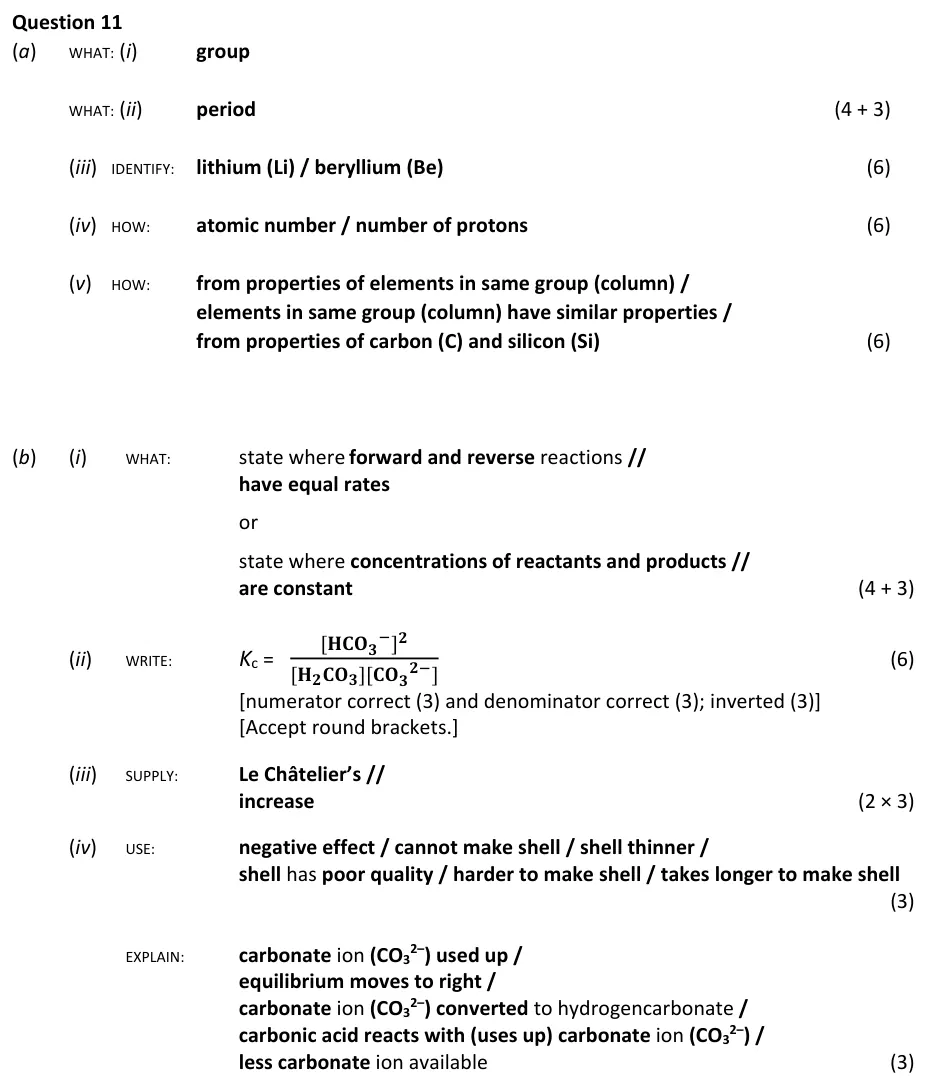 Question 11
(a) WHAT: (i) group
WHAT: (ii) period (4 + 3)
(iii) IDENTIFY: lithium (Li) / beryllium (Be) (6)
(iv) HOW: atomic number / number of protons (6)
(v) HOW: from properties of elements in same group (column) /
elements in same group (column) have similar properties /
from properties of carbon (C) and silicon (Si) (6)
(b) (i) WHAT: state where forward and reverse reactions //
have equal rates
or
state where concentrations of reactants and products //
are constant (4 + 3)
(ii) WRITE: Kc = [HCO₃⁻]² / [H₂CO₃][CO₃²⁻] (6)
[numerator correct (3) and denominator correct (3); inverted (3)]
[Accept round brackets.]
(iii) SUPPLY: Le Châtelier’s //
increase (2 × 3)
(iv) USE: negative effect / cannot make shell / shell thinner /
shell has poor quality / harder to make shell / takes longer to make shell
(3)
EXPLAIN: carbonate ion (CO₃²⁻) used up /
equilibrium moves to right /
carbonate ion (CO₃²⁻) converted to hydrogencarbonate /
carbonic acid reacts with (uses up) carbonate ion (CO₃²⁻) /
less carbonate ion available (3)